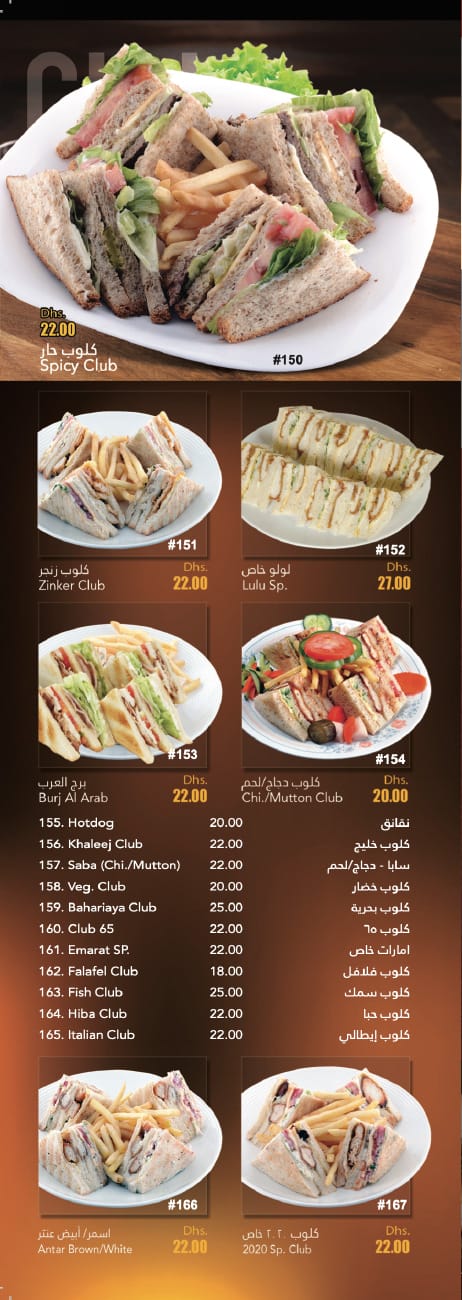 CLUB
Dhs.
22.00
كلوب حار
Spicy Club
#150
#151
كلوب زنجر
Dhs.
Zinker Club
22.00
#152
لولو خاص
Dhs.
Lulu Sp.
27.00
#153
برج العرب
Dhs.
Burj Al Arab
22.00
#154
كلوب دجاج/لحم
Dhs.
Chi./Mutton Club
20.00
155. Hotdog 20.00 نقانق
156. Khaleej Club 22.00 كلوب خليج
157. Saba (Chi./Mutton) 22.00 سابا - دجاج/لحم
158. Veg. Club 20.00 كلوب خضار
159. Bahariaya Club 25.00 كلوب بحرية
160. Club 65 22.00 كلوب ٦٥
161. Emarat SP. 22.00 امارات خاص
162. Falafel Club 18.00 كلوب فلافل
163. Fish Club 25.00 كلوب سمك
164. Hiba Club 22.00 كلوب حبا
165. Italian Club 22.00 كلوب إيطالي
#166
اسمر/ أبيض عنتر
Dhs.
Antar Brown/White
22.00
#167
كلوب ٢٠٢٠ خاص
Dhs.
2020 Sp. Club
22.00